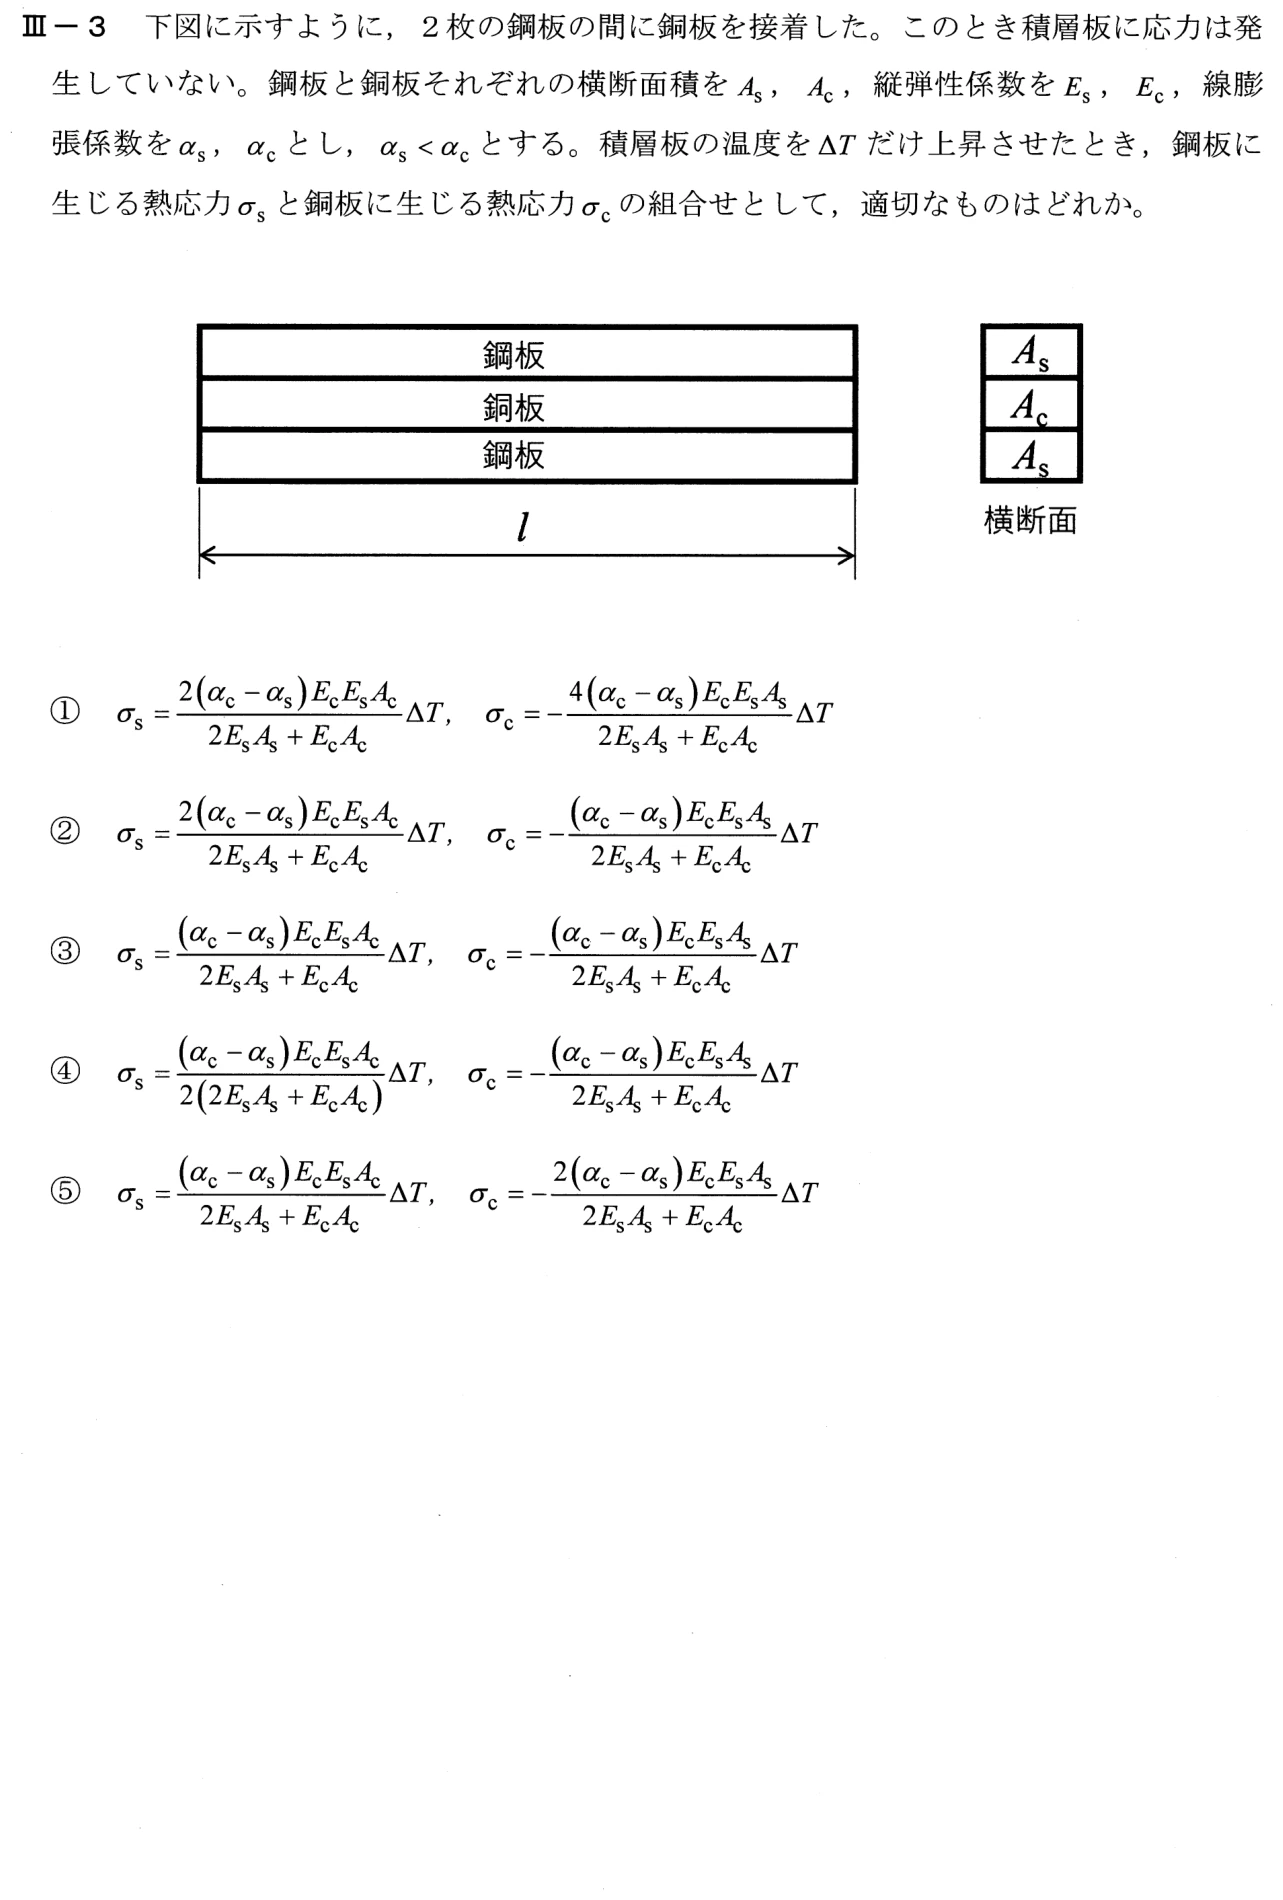 Ⅲ－3　下図に示すように，２枚の鋼板の間に銅板を接着した。このとき積層板に応力は発
生していない。鋼板と銅板それぞれの横断面積を A_s， A_c，縦弾性係数を E_s， E_c，線膨
張係数を α_s， α_c とし， α_s < α_c とする。積層板の温度を ΔT だけ上昇させたとき，鋼板に
生じる熱応力 σ_s と銅板に生じる熱応力 σ_c の組合せとして，適切なものはどれか。
鋼板 A_s
銅板 A_c
鋼板 A_s
l 横断面
① σ_s = \frac{2(α_c − α_s)E_cE_sA_c}{2E_sA_s + E_cA_c}ΔT, σ_c = −\frac{4(α_c − α_s)E_cE_sA_s}{2E_sA_s + E_cA_c}ΔT
② σ_s = \frac{2(α_c − α_s)E_cE_sA_c}{2E_sA_s + E_cA_c}ΔT, σ_c = −\frac{(α_c − α_s)E_cE_sA_s}{2E_sA_s + E_cA_c}ΔT
③ σ_s = \frac{(α_c − α_s)E_cE_sA_c}{2E_sA_s + E_cA_c}ΔT, σ_c = −\frac{(α_c − α_s)E_cE_sA_s}{2E_sA_s + E_cA_c}ΔT
④ σ_s = \frac{(α_c − α_s)E_cE_sA_c}{2(2E_sA_s + E_cA_c)}ΔT, σ_c = −\frac{(α_c − α_s)E_cE_sA_s}{2E_sA_s + E_cA_c}ΔT
⑤ σ_s = \frac{(α_c − α_s)E_cE_sA_c}{2E_sA_s + E_cA_c}ΔT, σ_c = −\frac{2(α_c − α_s)E_cE_sA_s}{2E_sA_s + E_cA_c}ΔT